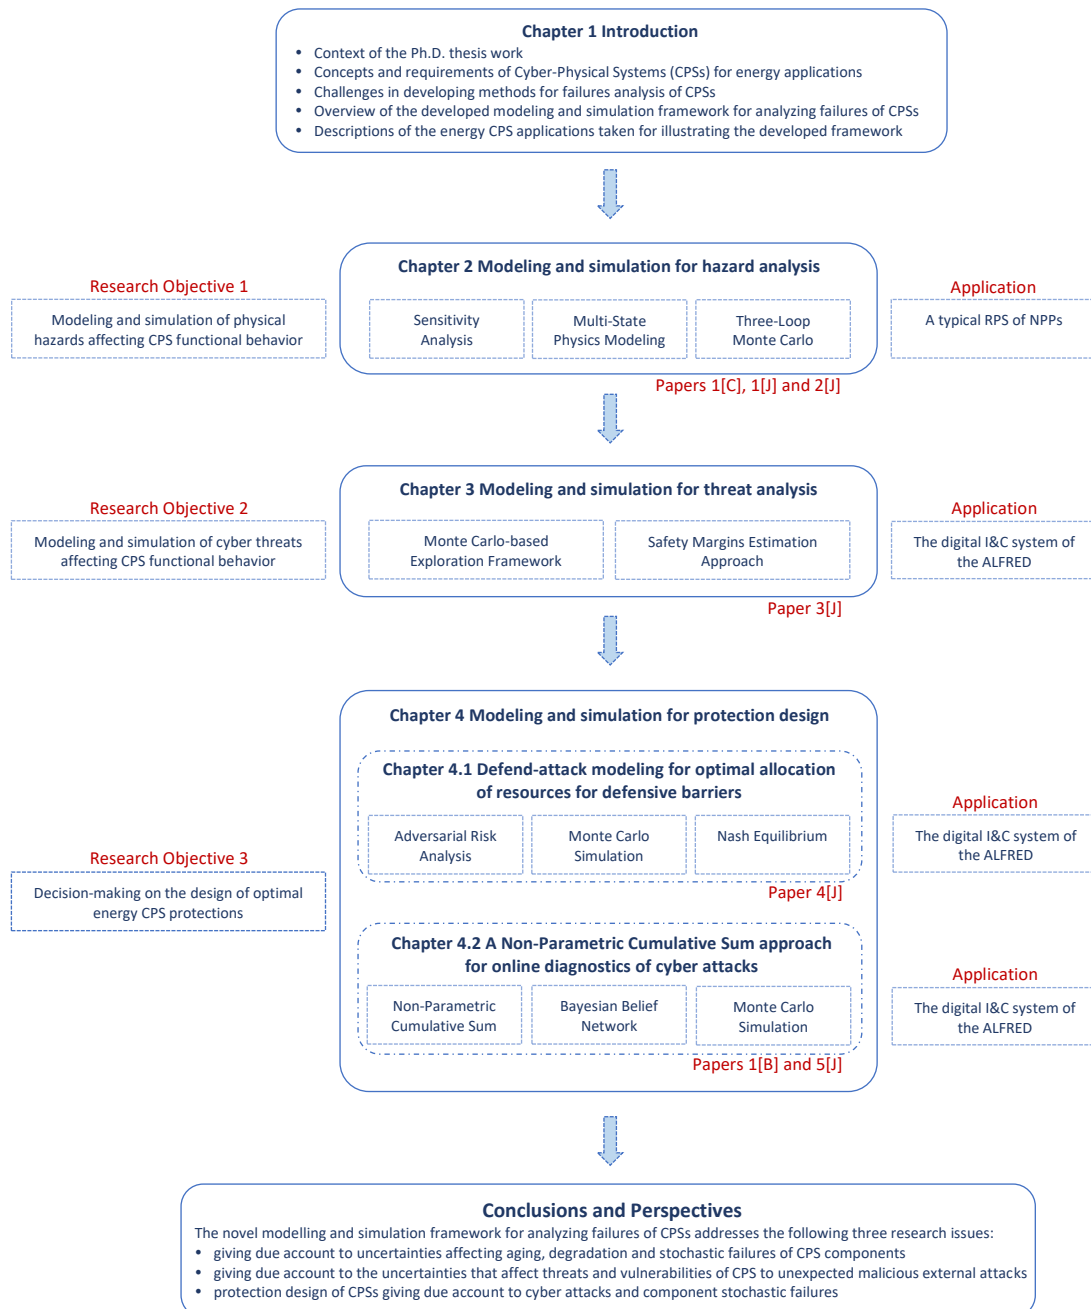 Chapter 1 Introduction
• Context of the Ph.D. thesis work
• Concepts and requirements of Cyber-Physical Systems (CPSs) for energy applications
• Challenges in developing methods for failures analysis of CPSs
• Overview of the developed modeling and simulation framework for analyzing failures of CPSs
• Descriptions of the energy CPS applications taken for illustrating the developed framework
Research Objective 1
Modeling and simulation of physical
hazards affecting CPS functional behavior
Chapter 2 Modeling and simulation for hazard analysis
Sensitivity
Analysis
Multi-State
Physics Modeling
Three-Loop
Monte Carlo
Papers 1[C], 1[J] and 2[J]
Application
A typical RPS of NPPs
Research Objective 2
Modeling and simulation of cyber threats
affecting CPS functional behavior
Chapter 3 Modeling and simulation for threat analysis
Monte Carlo-based
Exploration Framework
Safety Margins Estimation
Approach
Paper 3[J]
Application
The digital I&C system of
the ALFRED
Research Objective 3
Decision-making on the design of optimal
energy CPS protections
Chapter 4 Modeling and simulation for protection design
Chapter 4.1 Defend-attack modeling for optimal allocation
of resources for defensive barriers
Adversarial Risk
Analysis
Monte Carlo
Simulation
Nash Equilibrium
Paper 4[J]
Application
The digital I&C system of
the ALFRED
Chapter 4.2 A Non-Parametric Cumulative Sum approach
for online diagnostics of cyber attacks
Non-Parametric
Cumulative Sum
Bayesian Belief
Network
Monte Carlo
Simulation
Papers 1[B] and 5[J]
Application
The digital I&C system of
the ALFRED
Conclusions and Perspectives
The novel modelling and simulation framework for analyzing failures of CPSs addresses the following three research issues:
• giving due account to uncertainties affecting aging, degradation and stochastic failures of CPS components
• giving due account to the uncertainties that affect threats and vulnerabilities of CPS to unexpected malicious external attacks
• protection design of CPSs giving due account to cyber attacks and component stochastic failures